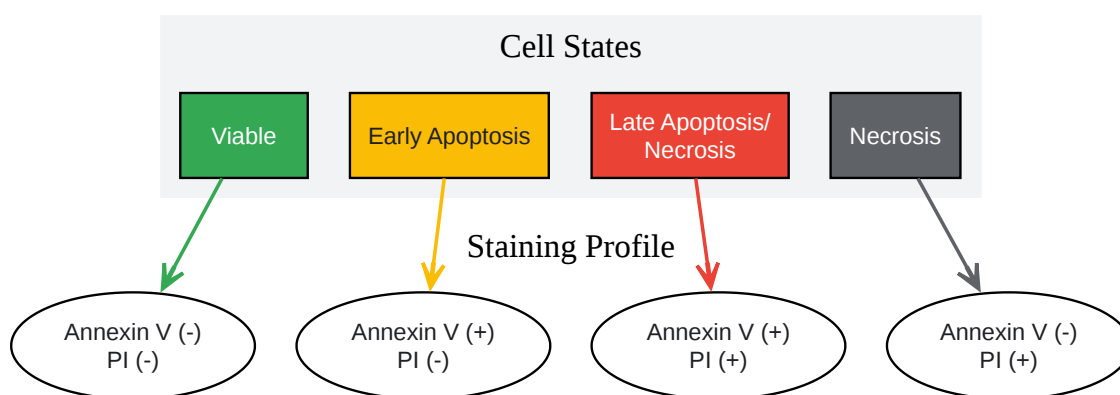 Cell States
Viable
Early Apoptosis
Late Apoptosis/
Necrosis
Necrosis
Staining Profile
Annexin V (-)
PI (-)
Annexin V (+)
PI (-)
Annexin V (+)
PI (+)
Annexin V (-)
PI (+)